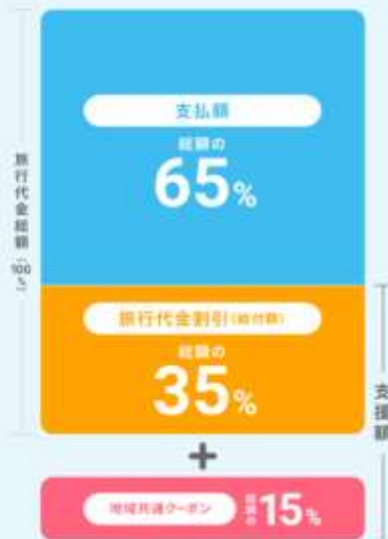 旅行代金総額(100%)
支払額
総額の
65%
旅行代金割引(給付額)
総額の
35%
支援額
+
地域共通クーポン
総額の
15%